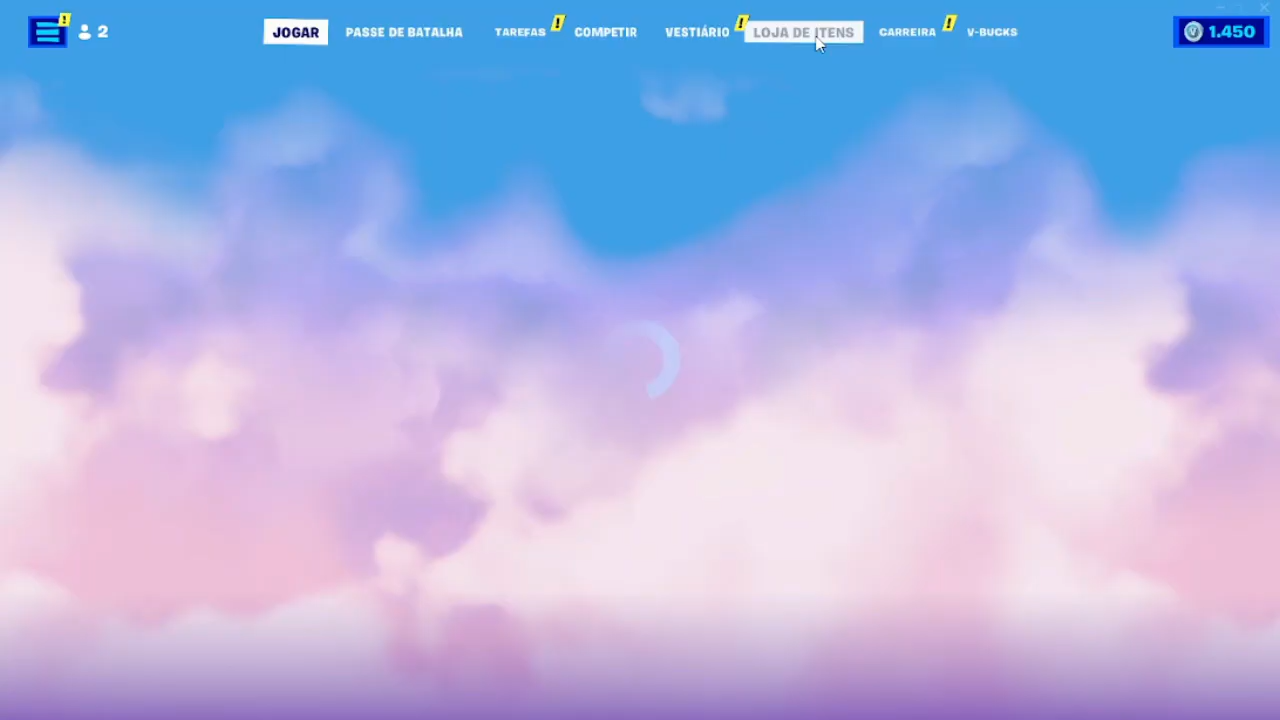 ! 2 JOGAR PASSE DE BATALHA TAREFAS ! COMPETIR VESTIÁRIO ! LOJA DE ITENS CARREIRA ! V-BUCKS V 1.450